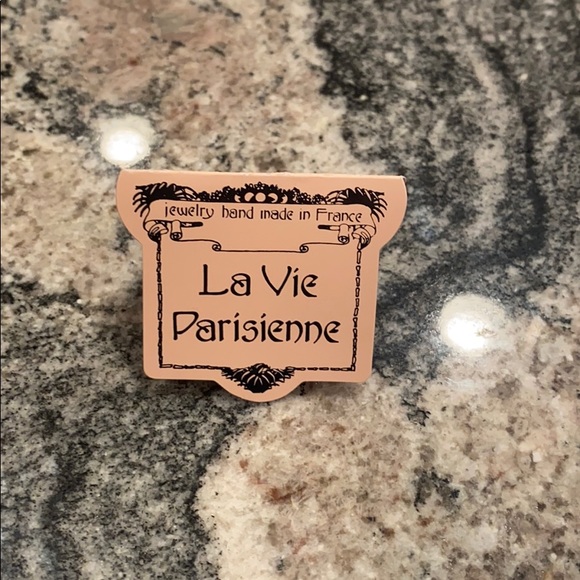 jewelry hand made in France
La Vie
Parisienne